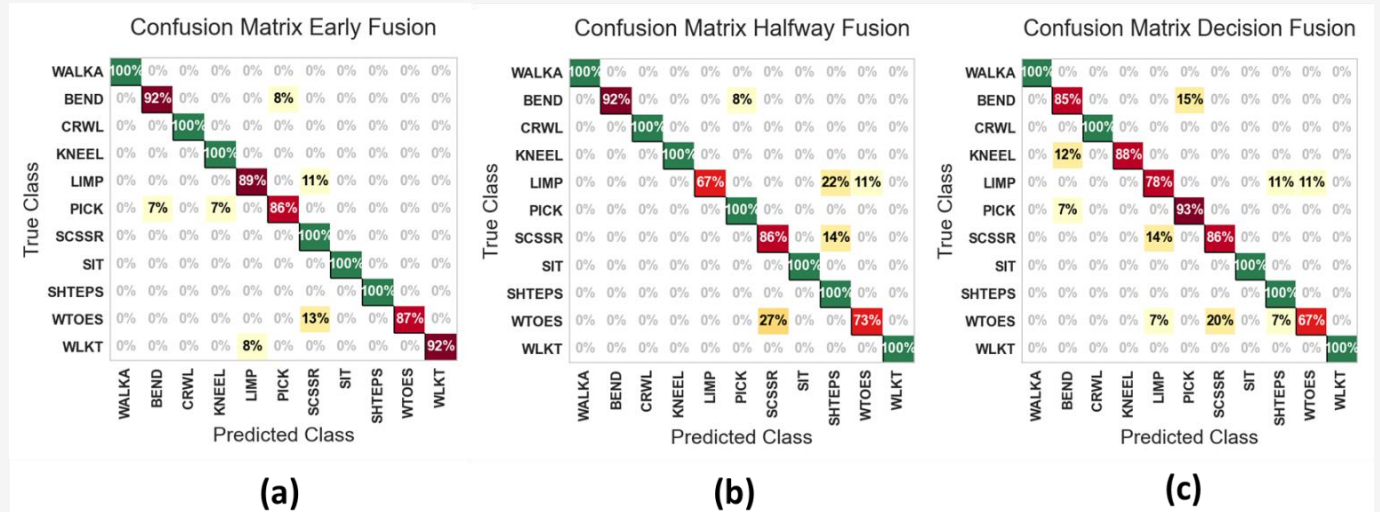 Confusion Matrix Early Fusion
True Class
WALKA 100% 0% 0% 0% 0% 0% 0% 0% 0% 0% 0%
BEND 0% 92% 0% 0% 0% 8% 0% 0% 0% 0% 0%
CRWL 0% 0% 100% 0% 0% 0% 0% 0% 0% 0% 0%
KNEEL 0% 0% 0% 100% 0% 0% 0% 0% 0% 0% 0%
LIMP 0% 0% 0% 0% 89% 0% 11% 0% 0% 0% 0%
PICK 0% 7% 0% 7% 0% 86% 0% 0% 0% 0% 0%
SCSSR 0% 0% 0% 0% 0% 0% 100% 0% 0% 0% 0%
SIT 0% 0% 0% 0% 0% 0% 0% 100% 0% 0% 0%
SHTEPS 0% 0% 0% 0% 0% 0% 0% 0% 100% 0% 0%
WTOES 0% 0% 0% 0% 0% 0% 13% 0% 0% 87% 0%
WLKT 0% 0% 0% 0% 8% 0% 0% 0% 0% 0% 92%
WALKA BEND CRWL KNEEL LIMP PICK SCSSR SIT SHTEPS WTOES WLKT
Predicted Class
(a)
Confusion Matrix Halfway Fusion
True Class
WALKA 100% 0% 0% 0% 0% 0% 0% 0% 0% 0% 0%
BEND 0% 92% 0% 0% 0% 8% 0% 0% 0% 0% 0%
CRWL 0% 0% 100% 0% 0% 0% 0% 0% 0% 0% 0%
KNEEL 0% 0% 0% 100% 0% 0% 0% 0% 0% 0% 0%
LIMP 0% 0% 0% 0% 67% 0% 0% 0% 22% 11% 0%
PICK 0% 0% 0% 0% 0% 100% 0% 0% 0% 0% 0%
SCSSR 0% 0% 0% 0% 0% 0% 86% 0% 14% 0% 0%
SIT 0% 0% 0% 0% 0% 0% 0% 100% 0% 0% 0%
SHTEPS 0% 0% 0% 0% 0% 0% 0% 0% 100% 0% 0%
WTOES 0% 0% 0% 0% 0% 0% 27% 0% 0% 73% 0%
WLKT 0% 0% 0% 0% 0% 0% 0% 0% 0% 0% 100%
WALKA BEND CRWL KNEEL LIMP PICK SCSSR SIT SHTEPS WTOES WLKT
Predicted Class
(b)
Confusion Matrix Decision Fusion
True Class
WALKA 100% 0% 0% 0% 0% 0% 0% 0% 0% 0% 0%
BEND 0% 85% 0% 0% 0% 15% 0% 0% 0% 0% 0%
CRWL 0% 0% 100% 0% 0% 0% 0% 0% 0% 0% 0%
KNEEL 0% 12% 0% 88% 0% 0% 0% 0% 0% 0% 0%
LIMP 0% 0% 0% 0% 78% 0% 0% 0% 11% 11% 0%
PICK 0% 7% 0% 0% 0% 93% 0% 0% 0% 0% 0%
SCSSR 0% 0% 0% 0% 14% 0% 86% 0% 0% 0% 0%
SIT 0% 0% 0% 0% 0% 0% 0% 100% 0% 0% 0%
SHTEPS 0% 0% 0% 0% 0% 0% 0% 0% 100% 0% 0%
WTOES 0% 0% 0% 0% 7% 0% 20% 0% 7% 67% 0%
WLKT 0% 0% 0% 0% 0% 0% 0% 0% 0% 0% 100%
WALKA BEND CRWL KNEEL LIMP PICK SCSSR SIT SHTEPS WTOES WLKT
Predicted Class
(c)